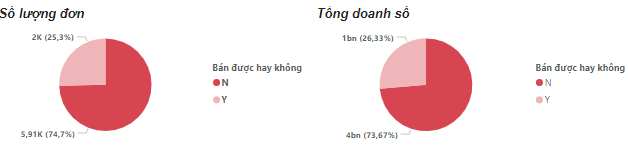 Số lượng đơn
2K (25,3%)
5,91K (74,7%)
Bán được hay không
N
Y
Tổng doanh số
1bn (26,33%)
4bn (73,67%)
Bán được hay không
N
Y